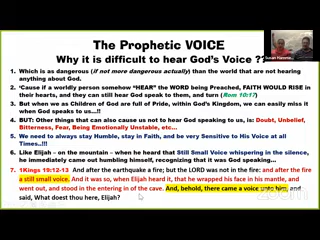 The Prophetic VOICE
Why it is difficult to hear God's Voice ??
1. Which is as dangerous (if not more dangerous actually) than the world that are not hearing
anything about God.
2. 'Cause if a worldly person somehow "HEAR" the WORD being Preached, FAITH WOULD RISE in
their hearts, and they can still hear God speak to them, and turn (Rom 10:17)
3. But when we as Children of God are full of Pride, within God's Kingdom, we can easily miss it
when God speaks to us...!!
4. BUT: Other things that can also cause us not to hear God speaking to us, is: Doubt, Unbelief,
Bitterness, Fear, Being Emotionally Unstable, etc...
5. We need to always stay Humble, stay in Faith, and be very Sensitive to His Voice at all
Times..!!!
6. Like Elijah – on the mountain – when he heard that Still Small Voice whispering in the silence,
he immediately came out humbling himself, recognizing that it was God speaking...
7. 1Kings 19:12-13 And after the earthquake a fire; but the LORD was not in the fire: and after the fire
a still small voice. And it was so, when Elijah heard it, that he wrapped his face in his mantle, and
went out, and stood in the entering in of the cave. And, behold, there came a voice unto him, and
said, What doest thou here, Elijah?